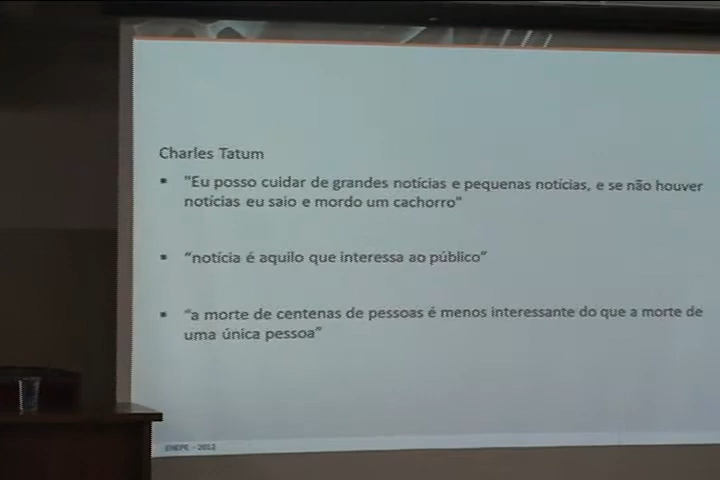 Charles Tatum
▪ "Eu posso cuidar de grandes notícias e pequenas notícias, e se não houver
notícias eu saio e mordo um cachorro"
▪ “notícia é aquilo que interessa ao público”
▪ “a morte de centenas de pessoas é menos interessante do que a morte de
uma única pessoa”
ENEPE - 2012